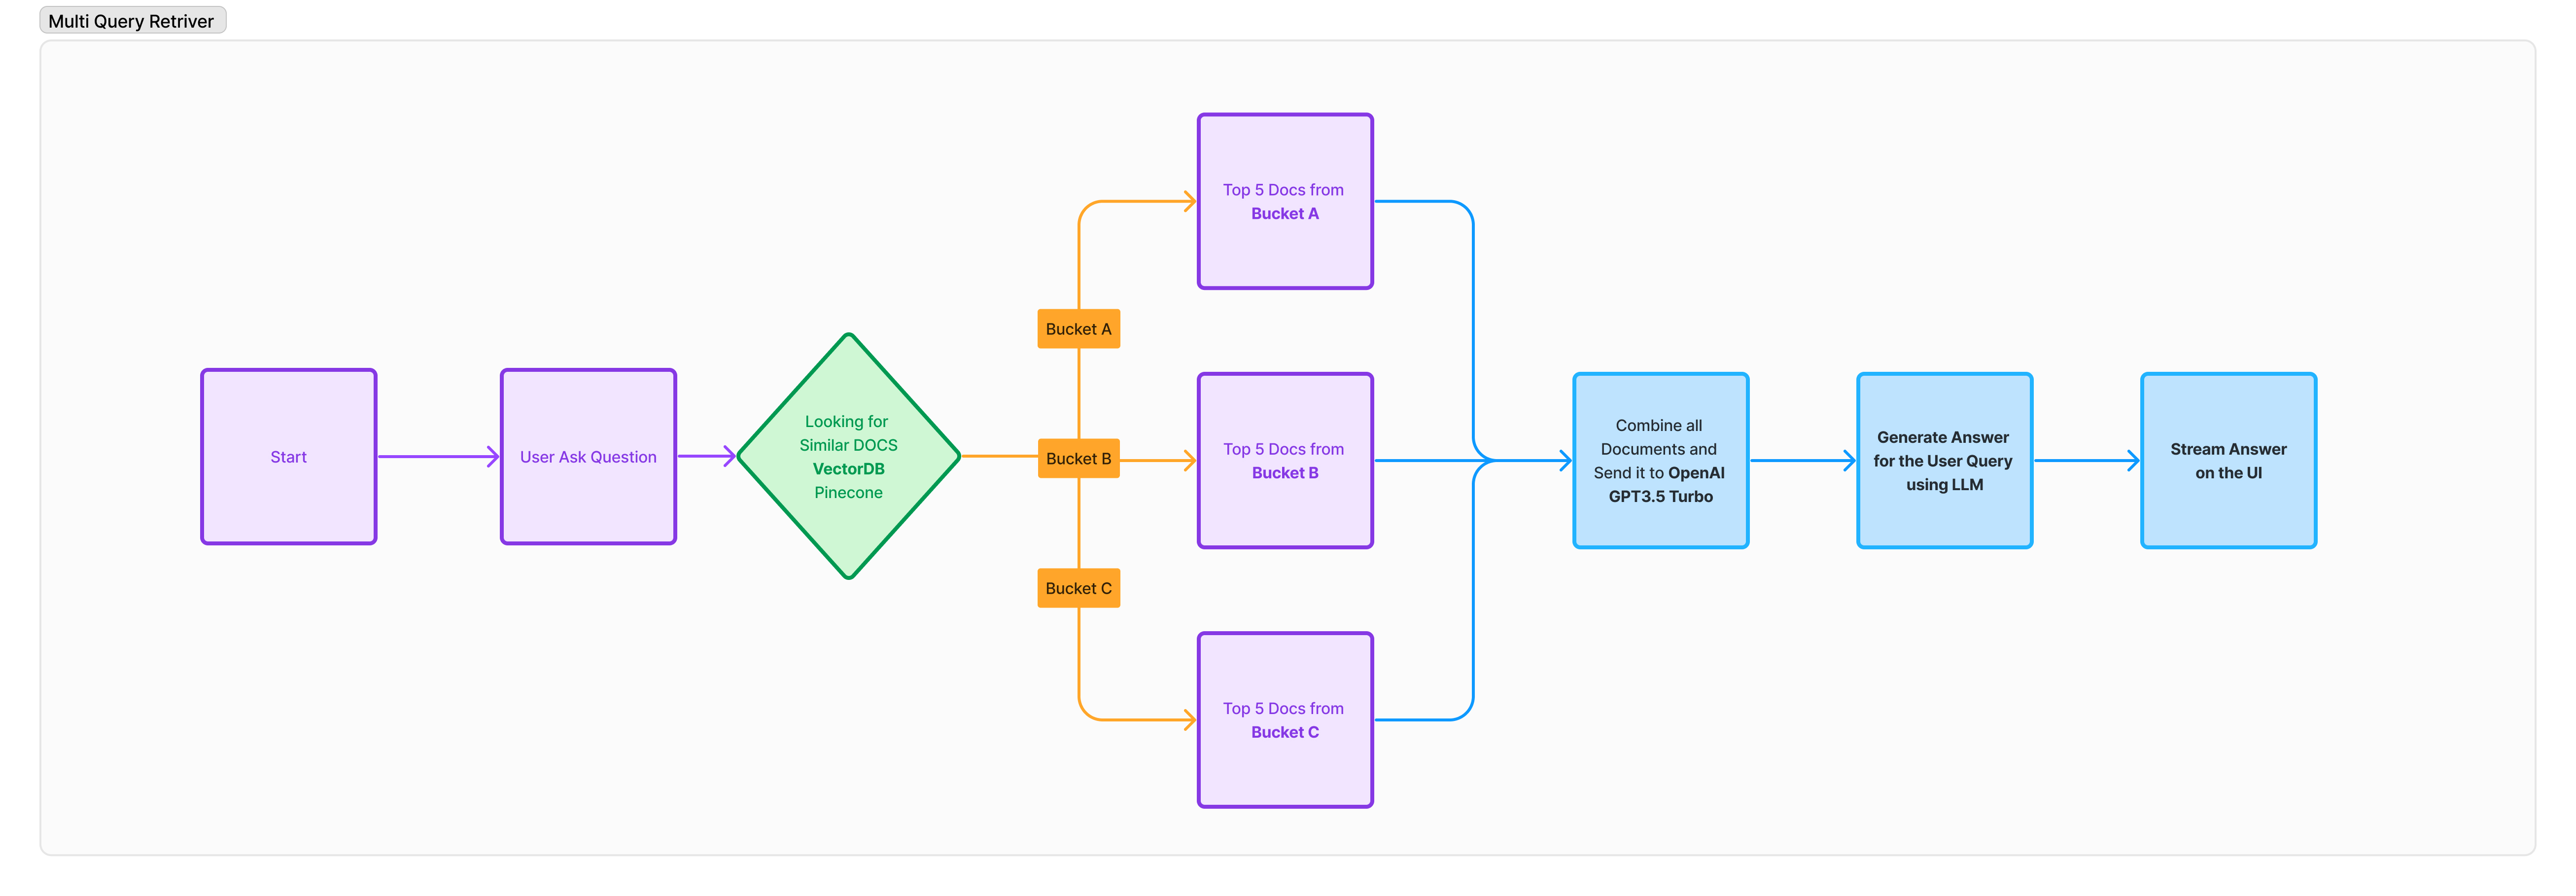 Multi Query Retriver
Start
User Ask Question
Looking for
Similar DOCS
VectorDB
Pinecone
Bucket A
Bucket B
Bucket C
Top 5 Docs from
Bucket A
Top 5 Docs from
Bucket B
Top 5 Docs from
Bucket C
Combine all
Documents and
Send it to OpenAI
GPT3.5 Turbo
Generate Answer
for the User Query
using LLM
Stream Answer
on the UI